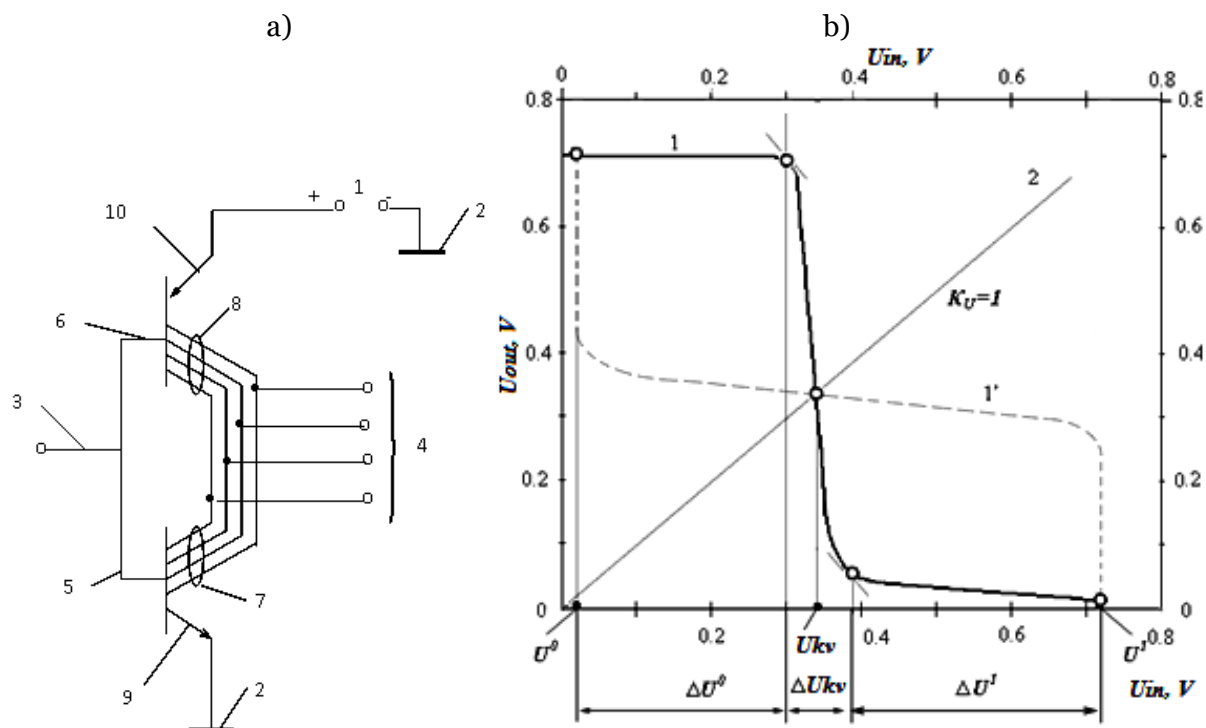 a)
b)
Uin, V
0 0.2 0.4 0.6 0.8
+ 1 -
2
10
8
6
3
4
5
7
9
2
0.8 0.8
0.6 0.6
0.4 0.4
0.2 0.2
0 0
Uout, V
1
2
K_U=1
1'
0.2 0.4 0.6 0.8
U⁰ Ukv U¹
ΔU⁰ ΔUkv ΔU¹ Uin, V